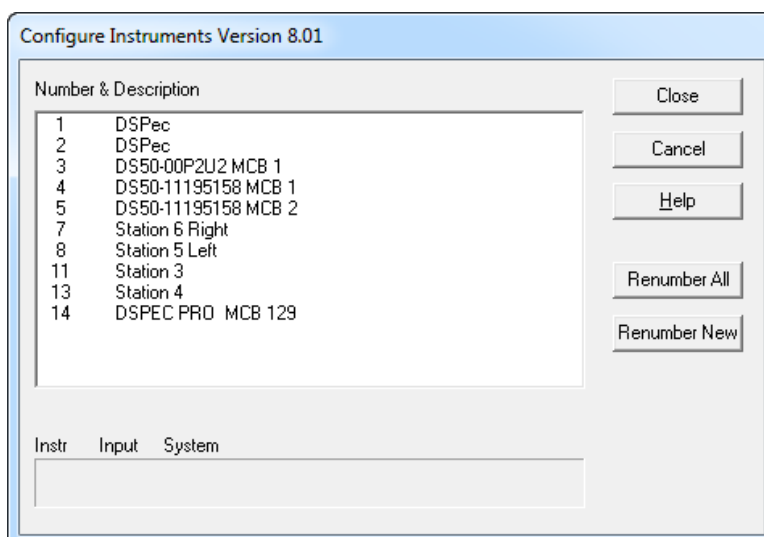 Configure Instruments Version 8.01
Number & Description
1 DSPec
2 DSPec
3 DS50-00P2U2 MCB 1
4 DS50-11195158 MCB 1
5 DS50-11195158 MCB 2
7 Station 6 Right
8 Station 5 Left
11 Station 3
13 Station 4
14 DSPEC PRO MCB 129
Close
Cancel
Help
Renumber All
Renumber New
Instr Input System